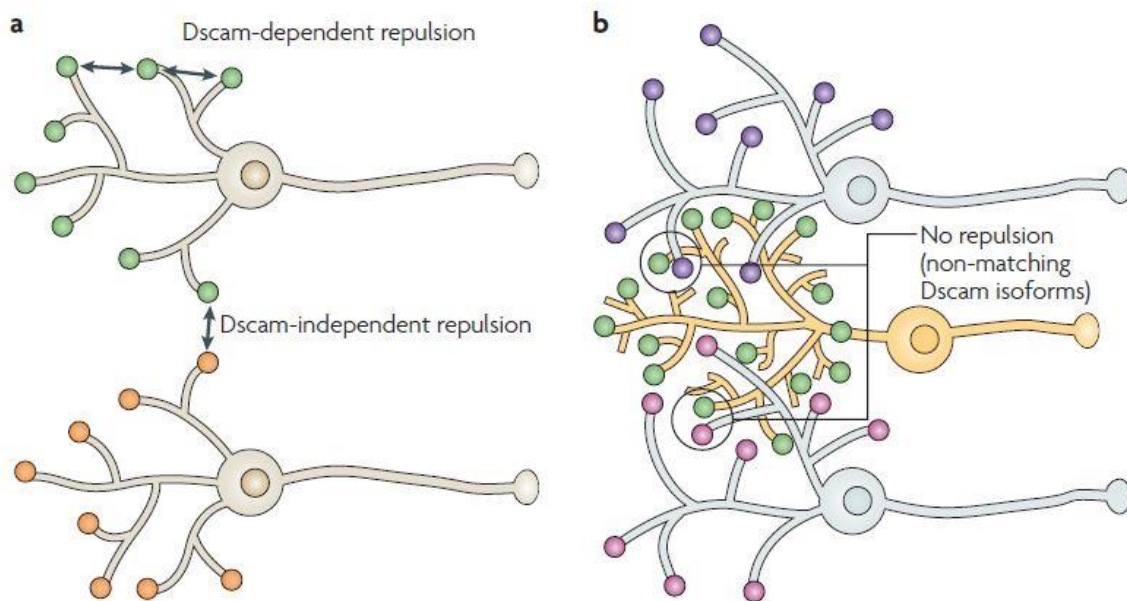 a
Dscam-dependent repulsion
Dscam-independent repulsion
b
No repulsion
(non-matching
Dscam isoforms)